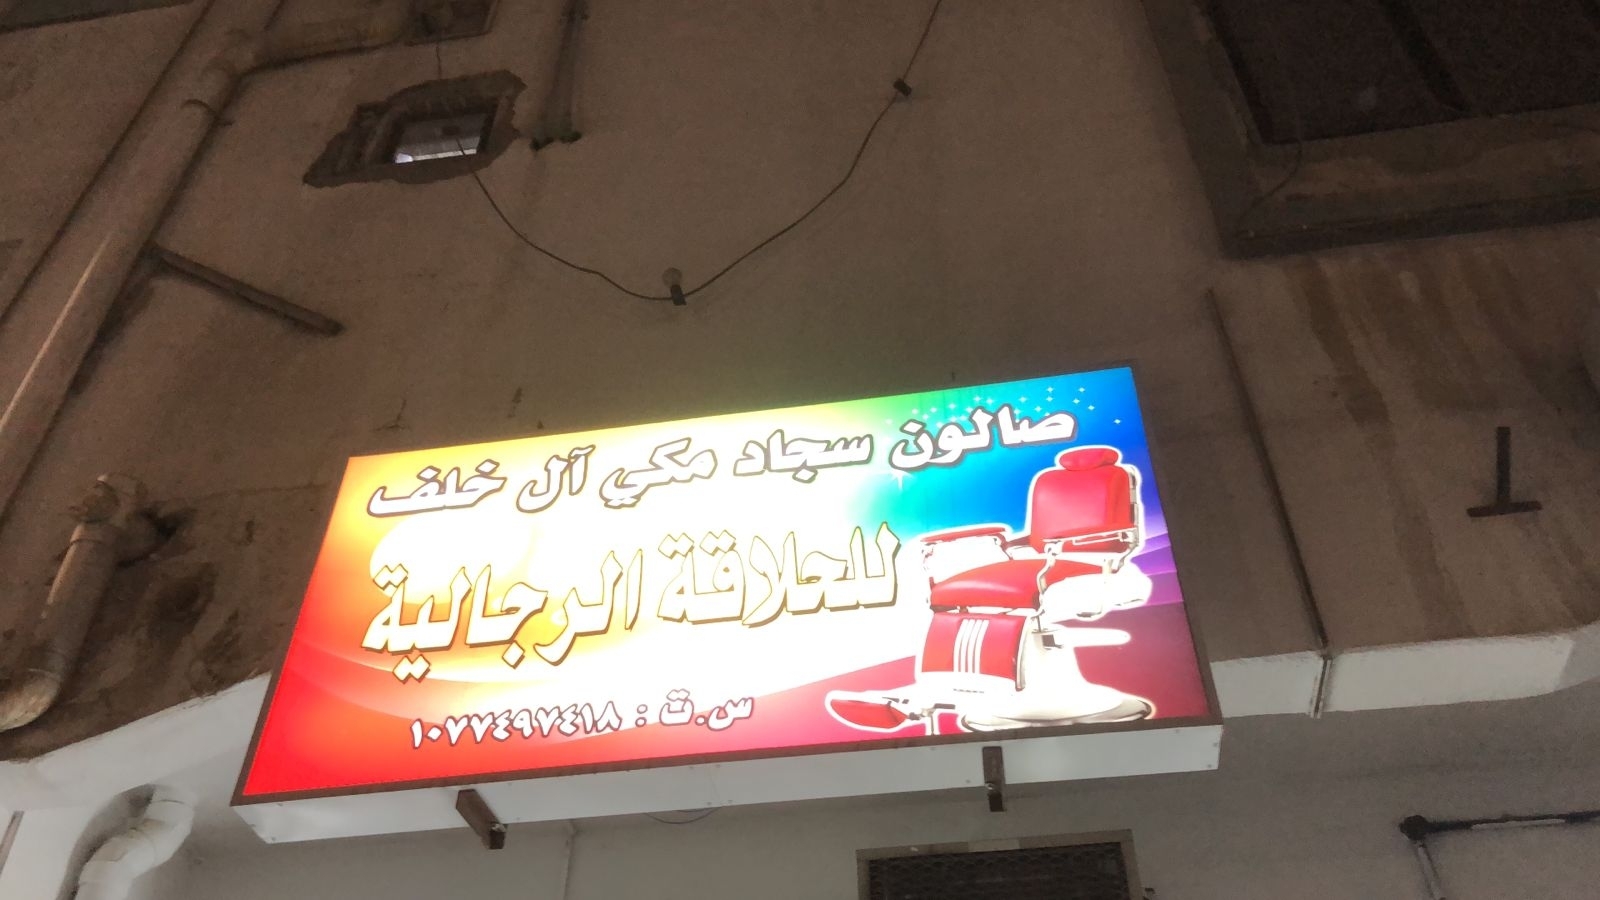 صالون سجاد مكي آل خلف
للحلاقة الرجالية
س.ت : ١٠٧٧٤٩٧٤١٨